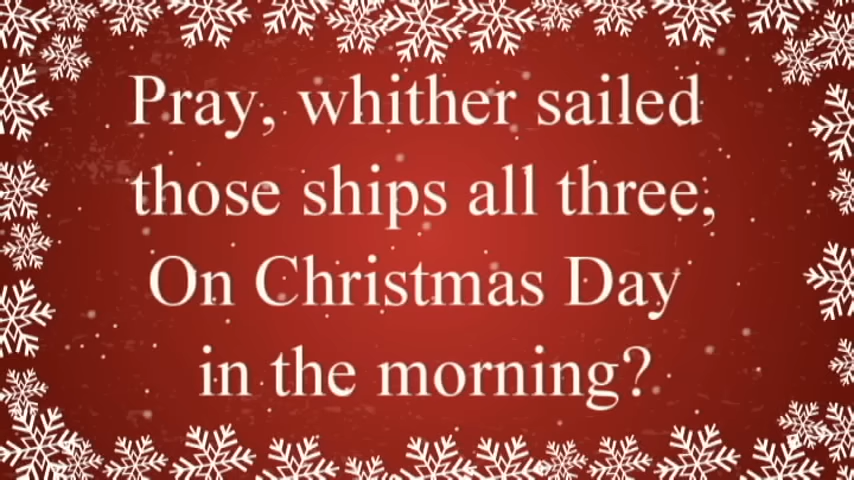 Pray, whither sailed
those ships all three,
On Christmas Day
in the morning?